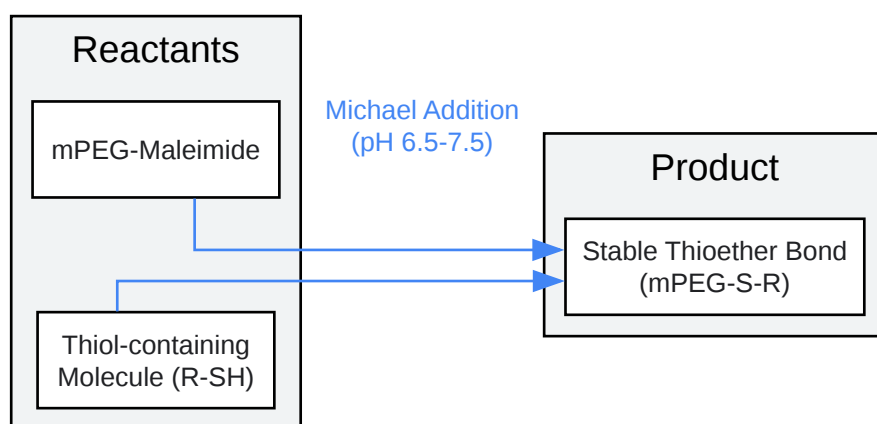 Reactants
mPEG-Maleimide
Thiol-containing
Molecule (R-SH)
Michael Addition
(pH 6.5-7.5)
Product
Stable Thioether Bond
(mPEG-S-R)